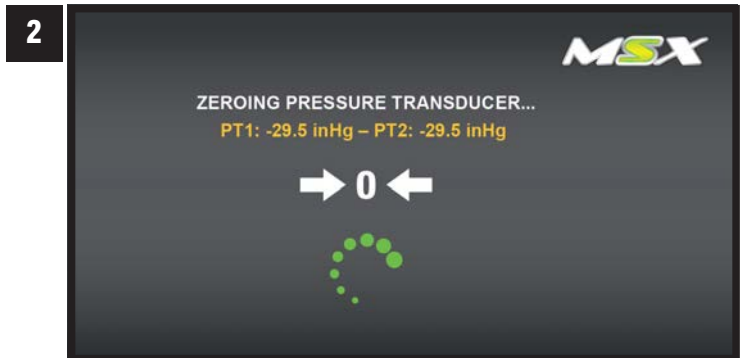 2
MSX
ZEROING PRESSURE TRANSDUCER...
PT1: -29.5 inHg – PT2: -29.5 inHg
0